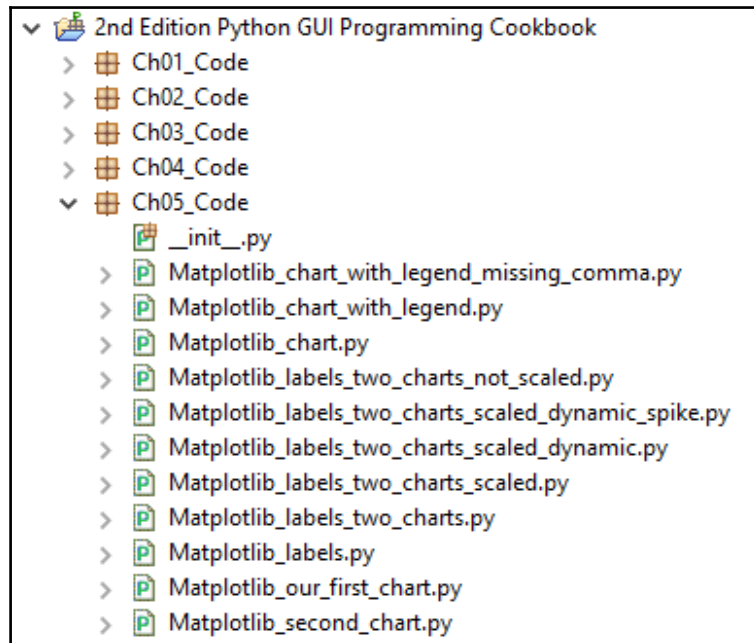 2nd Edition Python GUI Programming Cookbook
Ch01_Code
Ch02_Code
Ch03_Code
Ch04_Code
Ch05_Code
__init__.py
Matplotlib_chart_with_legend_missing_comma.py
Matplotlib_chart_with_legend.py
Matplotlib_chart.py
Matplotlib_labels_two_charts_not_scaled.py
Matplotlib_labels_two_charts_scaled_dynamic_spike.py
Matplotlib_labels_two_charts_scaled_dynamic.py
Matplotlib_labels_two_charts_scaled.py
Matplotlib_labels_two_charts.py
Matplotlib_labels.py
Matplotlib_our_first_chart.py
Matplotlib_second_chart.py